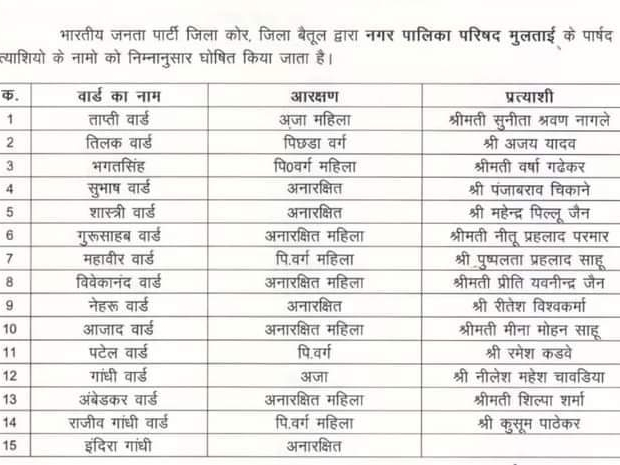 भारतीय जनता पार्टी जिला कोर, जिला बैतूल द्वारा नगर पालिका परिषद मुलताई के पार्षद
त्याशियो के नामो को निम्नानुसार घोषित किया जाता है।
क. वार्ड का नाम आरक्षण प्रत्याशी
1 ताप्ती वार्ड अजा महिला श्रीमती सुनीता श्रवण नागले
2 तिलक वार्ड पिछडा वर्ग श्री अजय यादव
3 भगतसिंह पि0वर्ग महिला श्रीमती वर्षा गढेकर
4 सुभाष वार्ड अनारक्षित श्री पंजाबराव चिकाने
5 शास्त्री वार्ड अनारक्षित श्री महेन्द्र पिल्लू जैन
6 गुरूसाहब वार्ड अनारक्षित महिला श्रीमती नीतू प्रहलाद परमार
7 महावीर वार्ड पि.वर्ग महिला श्री पुष्पलता प्रहलाद साहू
8 विवेकानंद वार्ड अनारक्षित महिला श्रीमती प्रीति यवनीन्द्र जैन
9 नेहरू वार्ड अनारक्षित श्री रीतेश विश्वकर्मा
10 आजाद वार्ड अनारक्षित महिला श्रीमती मीना मोहन साहू
11 पटेल वार्ड पि.वर्ग श्री रमेश कडवे
12 गांधी वार्ड अजा श्री नीलेश महेश चावडिया
13 अंबेडकर वार्ड अनारक्षित महिला श्रीमती शिल्पा शर्मा
14 राजीव गांधी वार्ड पि.वर्ग महिला श्री कुसूम पाठेकर
15 इंदिरा गांधी अनारक्षित